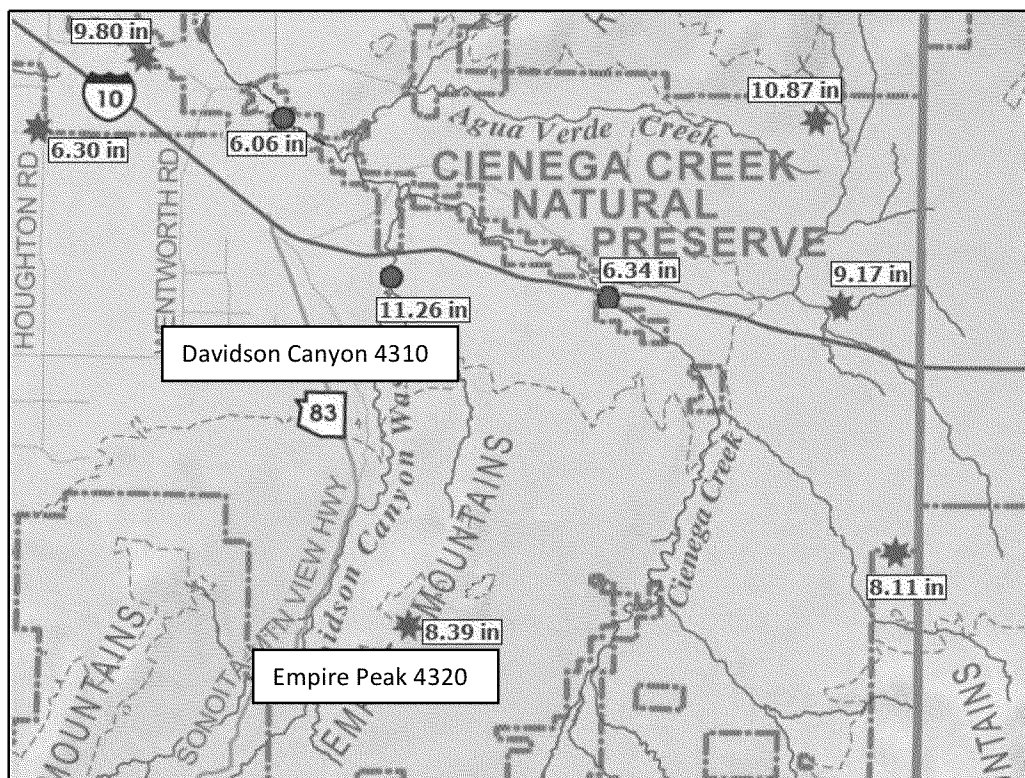 9.80 in
10
6.30 in
6.06 in
10.87 in
Agua Verde Creek
CIENEGA CREEK
NATURAL
PRESERVE
HOUGHTON RD
ENTWORTH RD
6.34 in
9.17 in
11.26 in
Davidson Canyon 4310
83
idson Canyon Was
MOUNTAINS
Cienega Creek
SONOITA
MTN VIEW HWY
8.11 in
8.39 in
Empire Peak 4320
MOUNTAINS
EMP
NTAINS